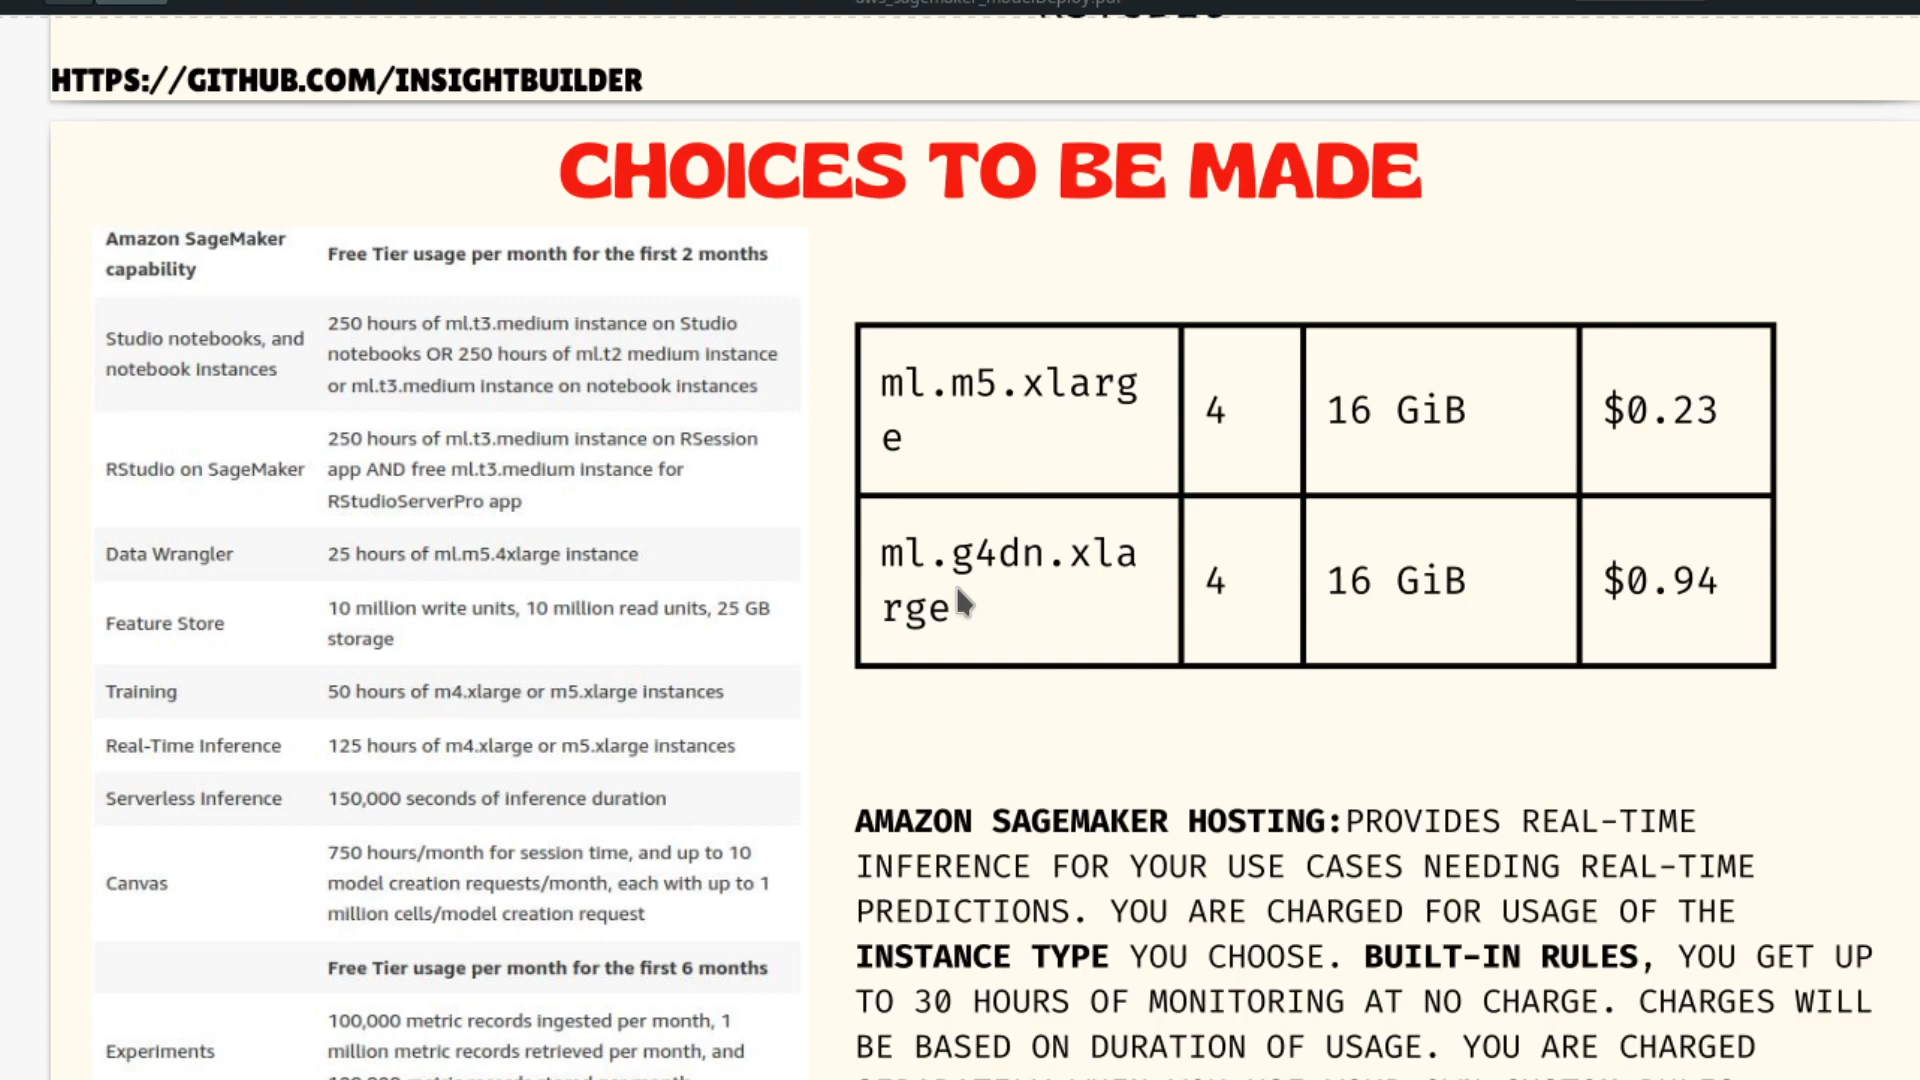 aws_sagemaker_modelDeploy.pdf
HTTPS://GITHUB.COM/INSIGHTBUILDER
CHOICES TO BE MADE
Amazon SageMaker
capability
Free Tier usage per month for the first 2 months
Studio notebooks, and
notebook instances
250 hours of ml.t3.medium instance on Studio
notebooks OR 250 hours of ml.t2 medium instance
or ml.t3.medium instance on notebook instances
RStudio on SageMaker
250 hours of ml.t3.medium instance on RSession
app AND free ml.t3.medium instance for
RStudioServerPro app
Data Wrangler
25 hours of ml.m5.4xlarge instance
Feature Store
10 million write units, 10 million read units, 25 GB
storage
Training
50 hours of m4.xlarge or m5.xlarge instances
Real-Time Inference
125 hours of m4.xlarge or m5.xlarge instances
Serverless Inference
150,000 seconds of inference duration
Canvas
750 hours/month for session time, and up to 10
model creation requests/month, each with up to 1
million cells/model creation request
Free Tier usage per month for the first 6 months
Experiments
100,000 metric records ingested per month, 1
million metric records retrieved per month, and
ml.m5.xlarg
e
4
16 GiB
$0.23
ml.g4dn.xla
rge
4
16 GiB
$0.94
AMAZON SAGEMAKER HOSTING:PROVIDES REAL-TIME
INFERENCE FOR YOUR USE CASES NEEDING REAL-TIME
PREDICTIONS. YOU ARE CHARGED FOR USAGE OF THE
INSTANCE TYPE YOU CHOOSE. BUILT-IN RULES, YOU GET UP
TO 30 HOURS OF MONITORING AT NO CHARGE. CHARGES WILL
BE BASED ON DURATION OF USAGE. YOU ARE CHARGED